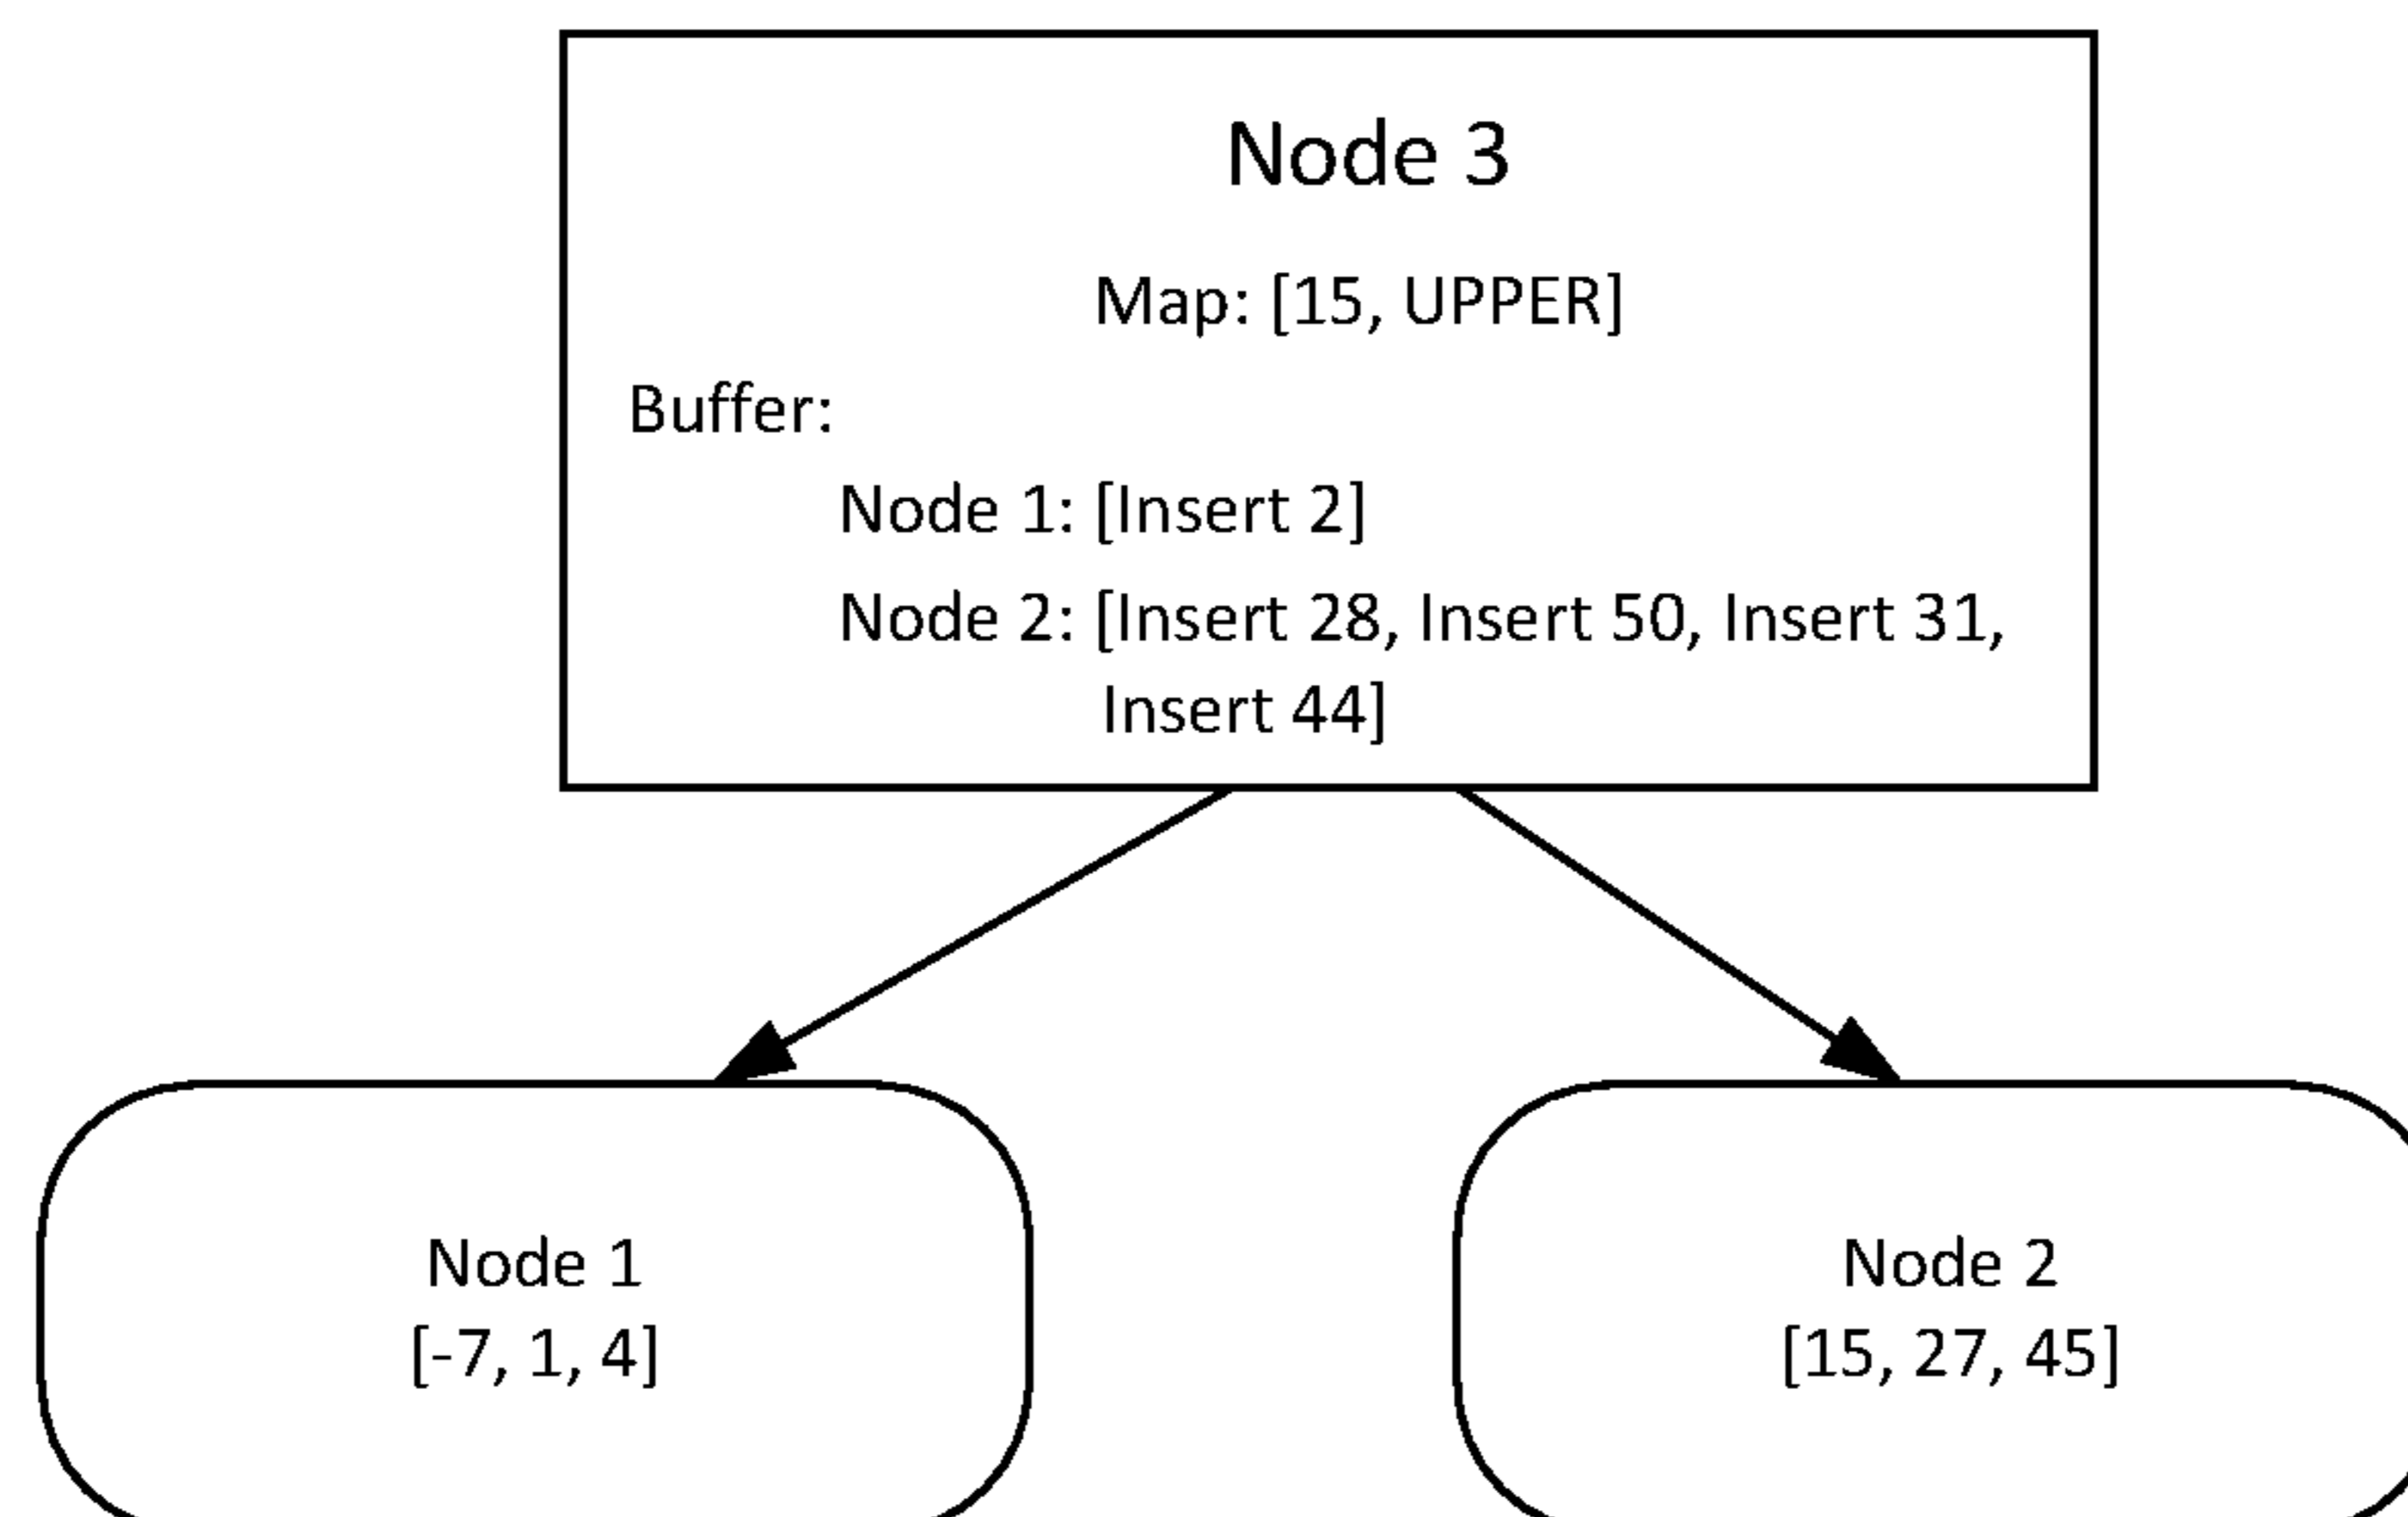 Node 3
Map: [15, UPPER]
Buffer:
Node 1: [Insert 2]
Node 2: [Insert 28, Insert 50, Insert 31,
Insert 44]
Node 1
[-7, 1, 4]
Node 2
[15, 27, 45]